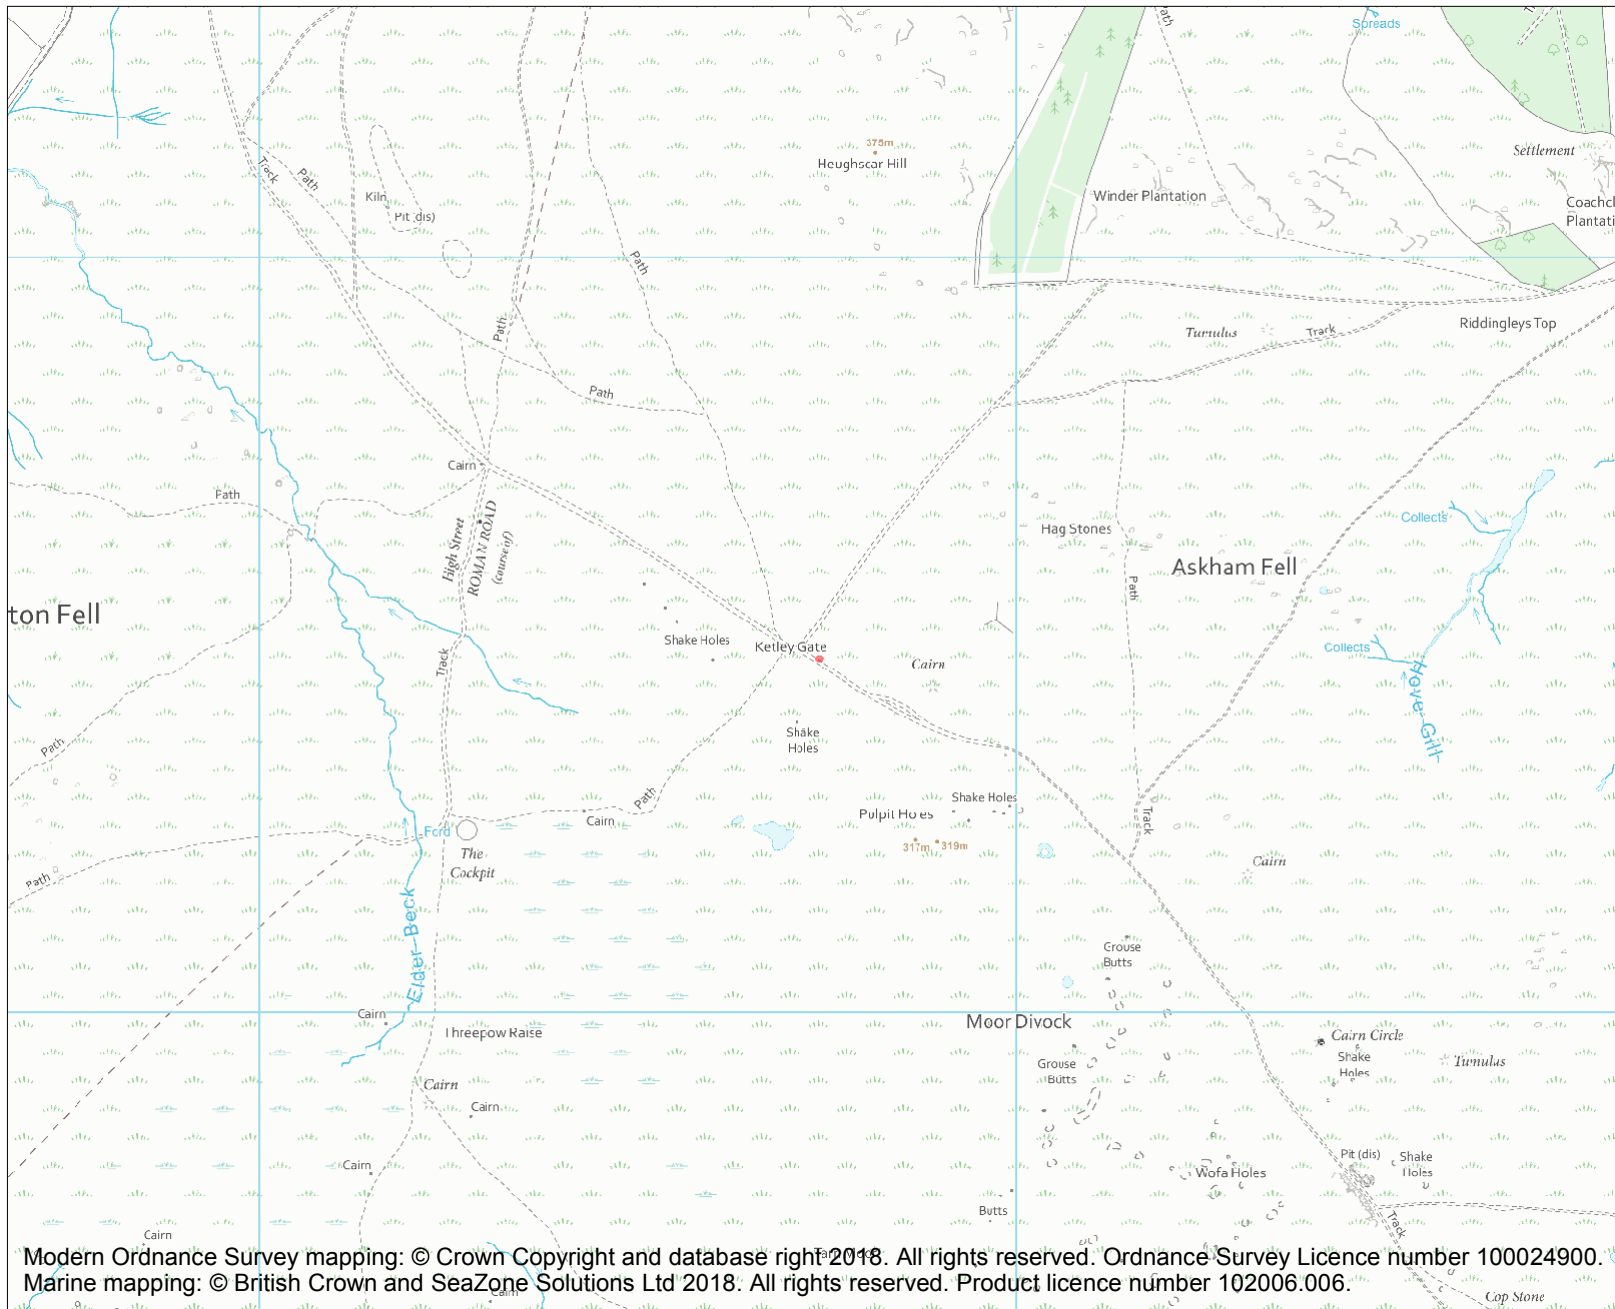 Path
Spreads
375m
Heughscar Hill
Settlement
Track
Path
Kiln
Pit (dis)
Winder Plantation
Path
Path
Tumulus
Track
Riddingleys Top
Path
Cairn
Path
High Street
ROMAN ROAD
(course of)
Hag Stones
Collects
Askham Fell
Path
ton Fell
Shake Holes
Ketley Gate
Cairn
Collects
Howe Gill
Track
Path
Shake
Holes
Path
Shake Holes
Pulpit Holes
Cairn
Track
Ford
317m
319m
The
Cockpit
Cairn
Path
Elder Beck
Grouse
Butts
Cairn
Threepow Raise
Moor Divock
Cairn Circle
Shake
Holes
Tumulus
Grouse
Butts
Cairn
Cairn
Cairn
Pit (dis)
Shake
Holes
Wofa Holes
Butts
Track
Cairn
Modern Ordnance Survey mapping: © Crown Copyright and database right 2018. All rights reserved. Ordnance Survey Licence number 100024900.
Marine mapping: © British Crown and SeaZone Solutions Ltd 2018. All rights reserved. Product licence number 102006.006.
Cairn
Cop Stone